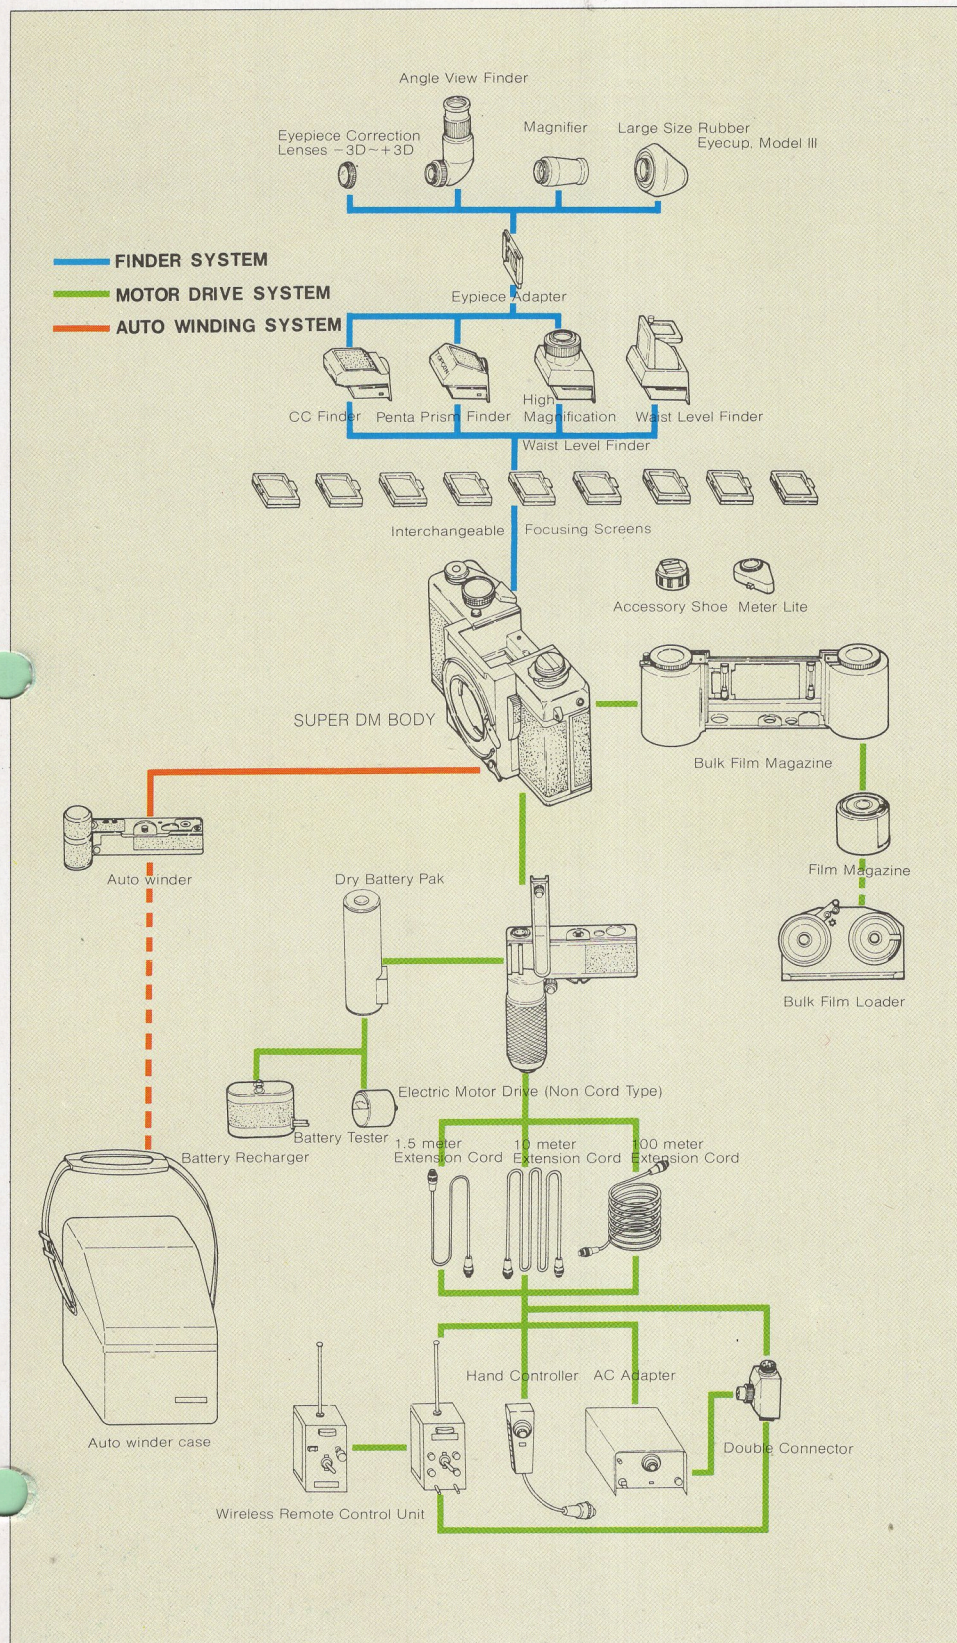 Angle View Finder
Eyepiece Correction
Lenses −3D~+3D
Magnifier
Large Size Rubber
Eyecup, Model III
FINDER SYSTEM
MOTOR DRIVE SYSTEM
AUTO WINDING SYSTEM
Eypiece Adapter
CC Finder
Penta Prism Finder
High
Magnification
Waist Level Finder
Waist Level Finder
Interchangeable Focusing Screens
Accessory Shoe
Meter Lite
SUPER DM BODY
Bulk Film Magazine
Auto winder
Dry Battery Pak
Film Magazine
Bulk Film Loader
Electric Motor Drive (Non Cord Type)
Battery Tester
Battery Recharger
1.5 meter
Extension Cord
10 meter
Extension Cord
100 meter
Extension Cord
Hand Controller
AC Adapter
Double Connector
Auto winder case
Wireless Remote Control Unit